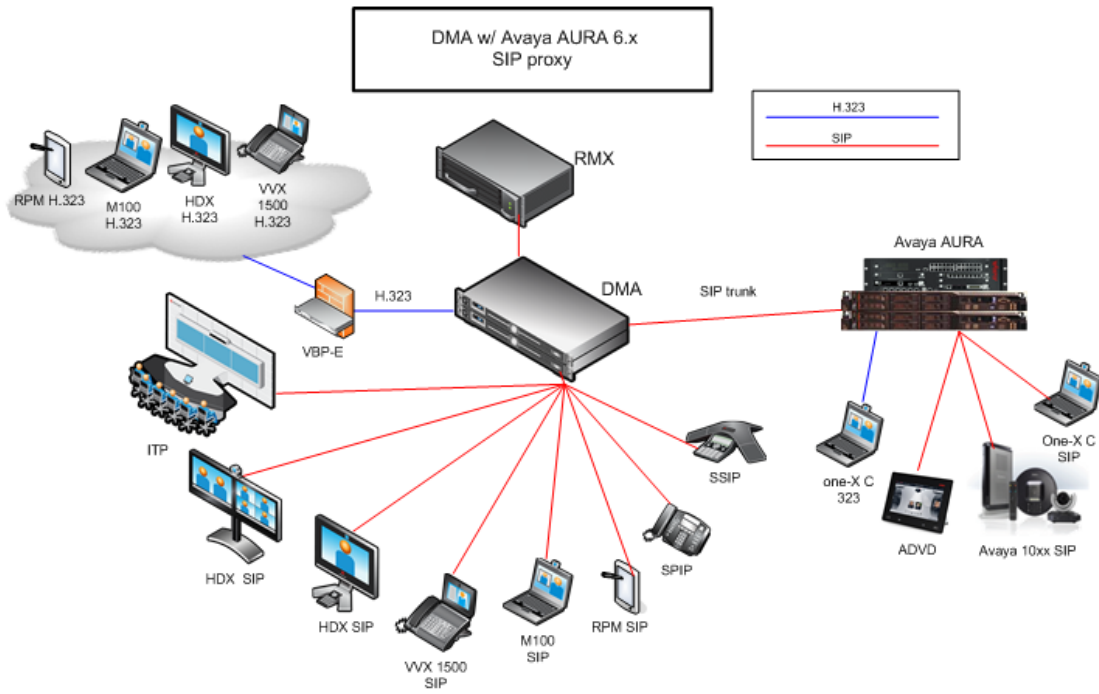 DMA w/ Avaya AURA 6.x
SIP proxy
H.323
SIP
RPM H.323
M100
H.323
HDX
H.323
VVX
1500
H.323
RMX
DMA
Avaya AURA
SIP trunk
H.323
VBP-E
ITP
HDX SIP
HDX SIP
VVX 1500
SIP
M100
SIP
RPM SIP
SPIP
SSIP
one-X C
323
ADVD
Avaya 10xx SIP
One-X C
SIP